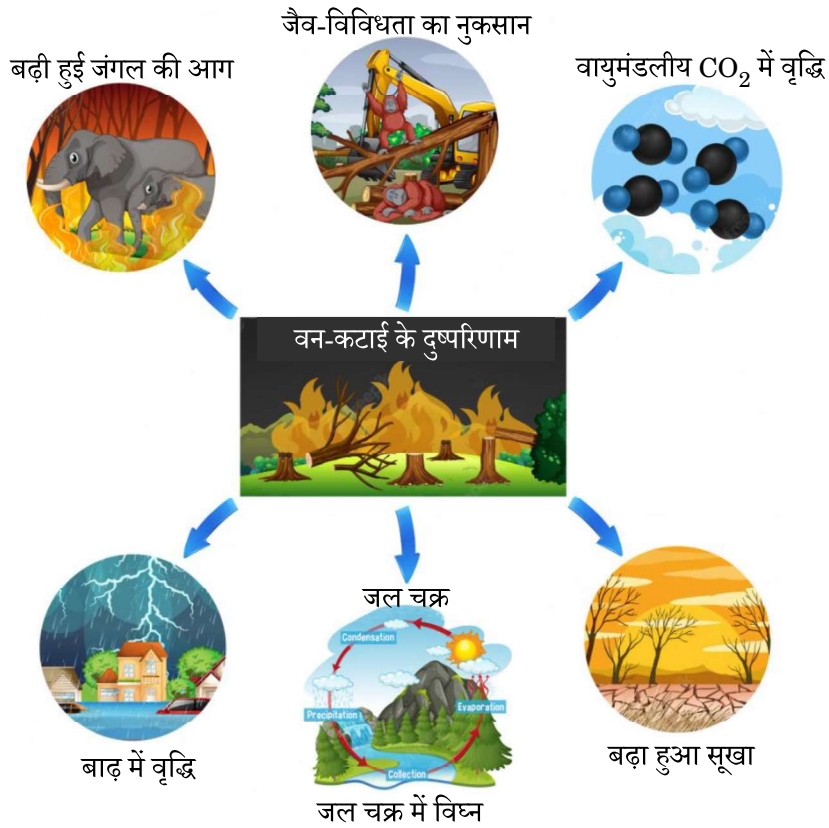 जैव-विविधता का नुकसान
बढ़ी हुई जंगल की आग
वायुमंडलीय CO₂ में वृद्धि
वन-कटाई के दुष्परिणाम
जल चक्र
Condensation
Precipitation
Evaporation
Collection
बाढ़ में वृद्धि
जल चक्र में विघ्न
बढ़ा हुआ सूखा